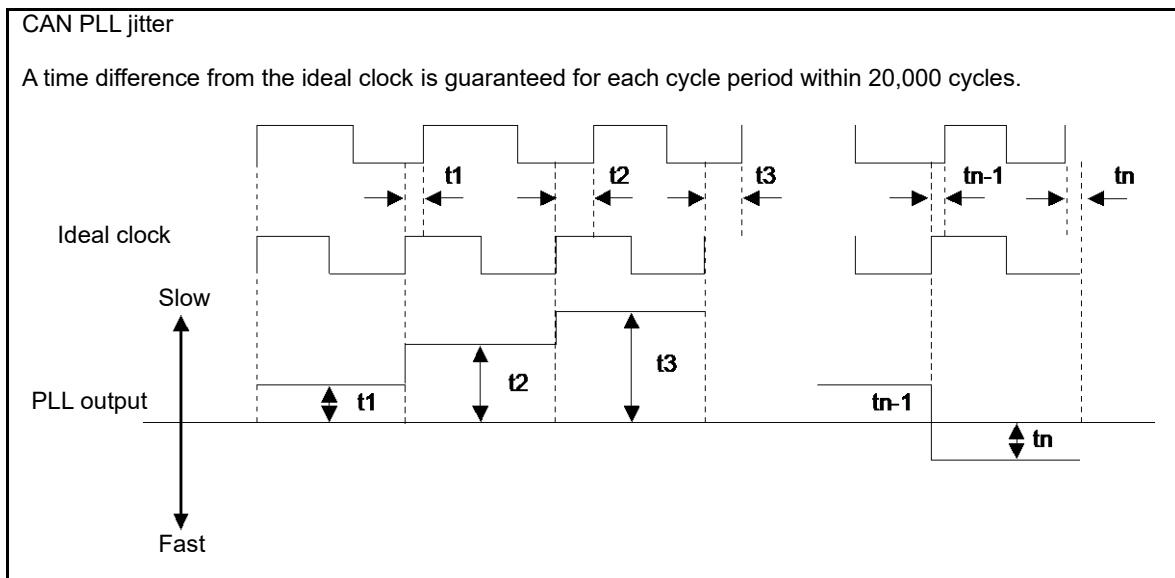 CAN PLL jitter
A time difference from the ideal clock is guaranteed for each cycle period within 20,000 cycles.
t1
t2
t3
tn-1
tn
Ideal clock
Slow
PLL output
t1
t2
t3
tn-1
tn
Fast